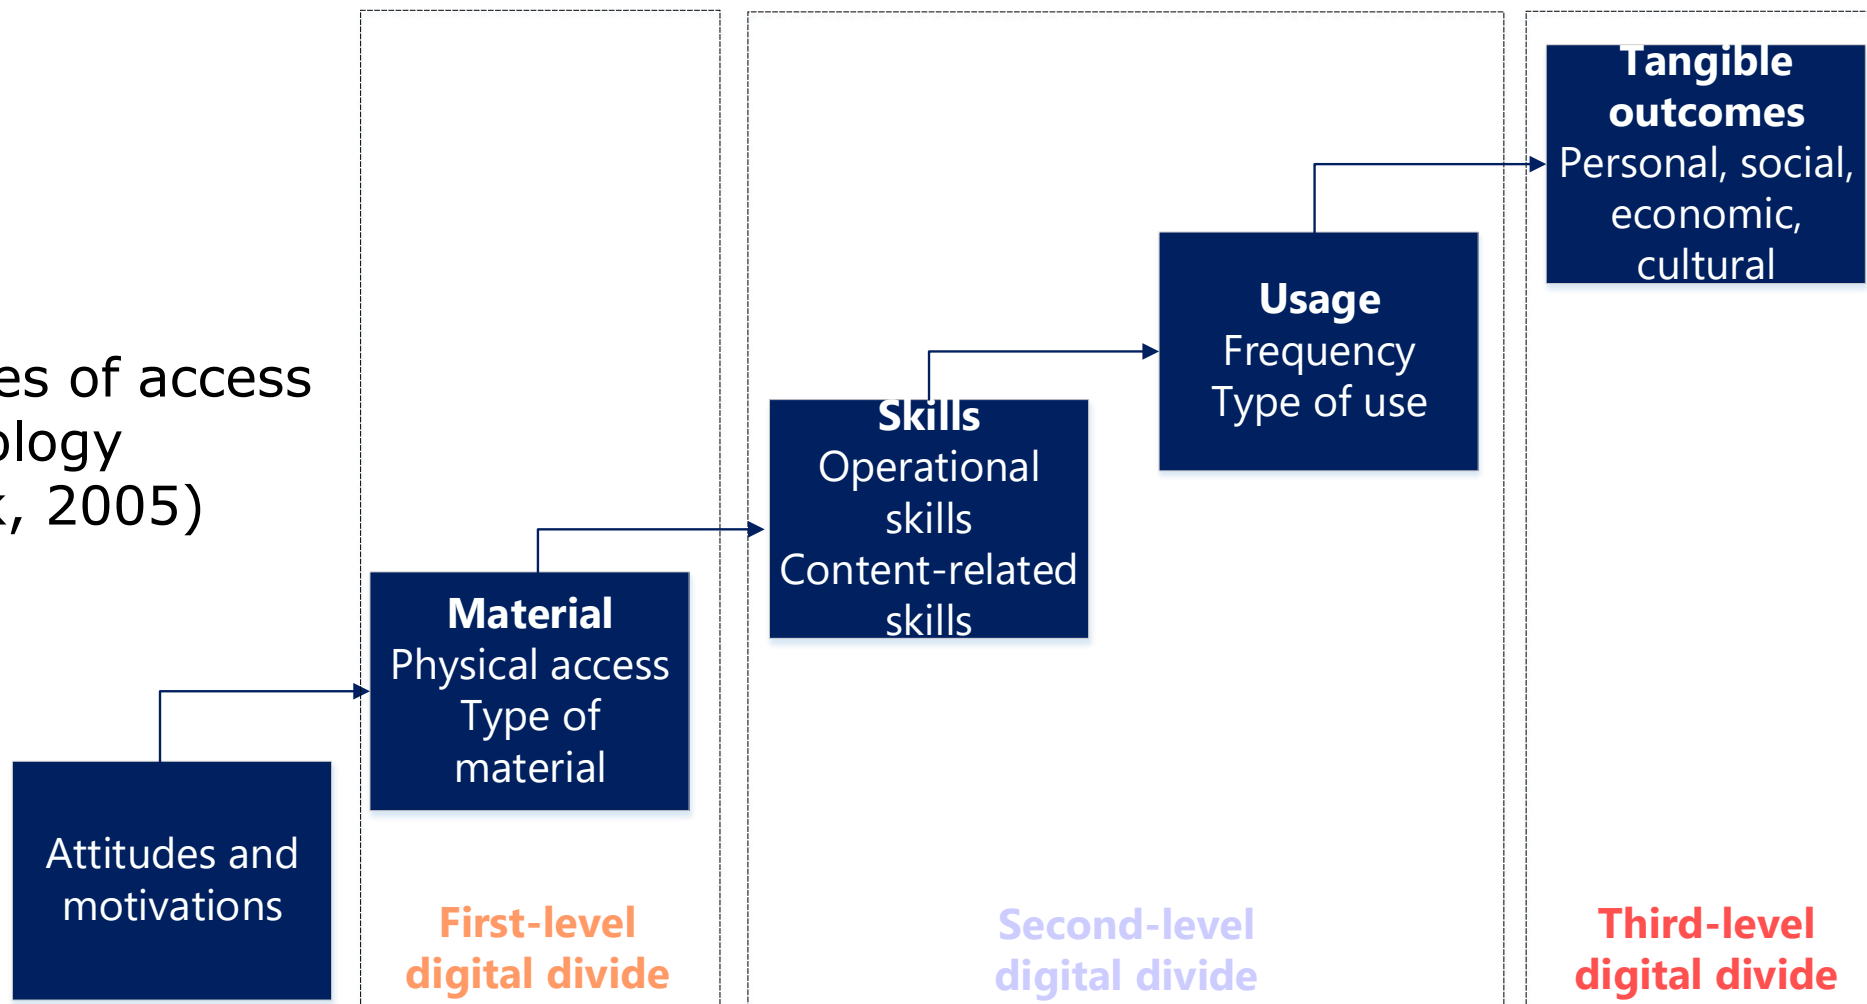 es of access
ology
k, 2005)
Attitudes and
motivations
Material
Physical access
Type of
material
First-level
digital divide
Skills
Operational
skills
Content-related
skills
Usage
Frequency
Type of use
Second-level
digital divide
Tangible
outcomes
Personal, social,
economic,
cultural
Third-level
digital divide